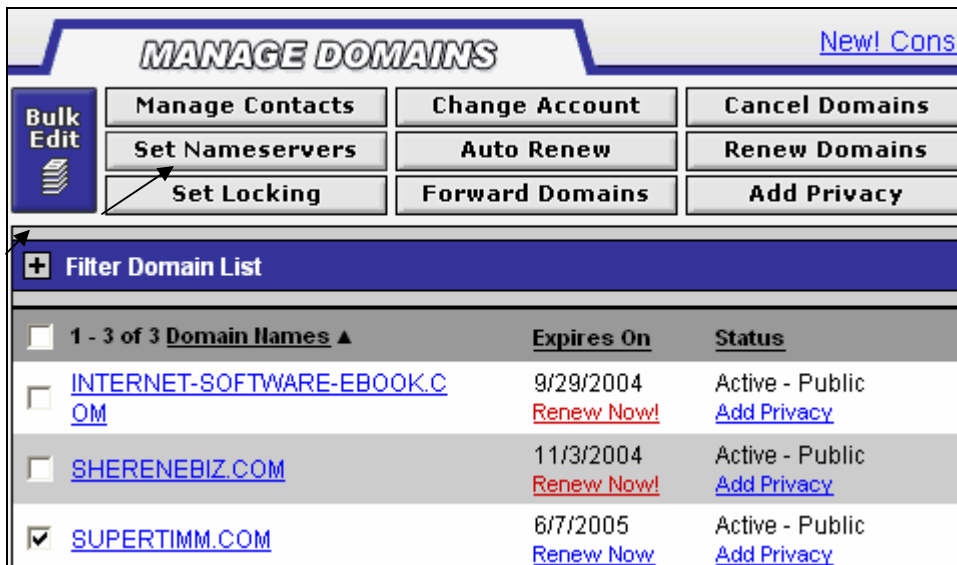 MANAGE DOMAINS
New! Cons
Bulk
Edit
Manage Contacts
Change Account
Cancel Domains
Set Nameservers
Auto Renew
Renew Domains
Set Locking
Forward Domains
Add Privacy
Filter Domain List
1 - 3 of 3 Domain Names ▲ Expires On Status
INTERNET-SOFTWARE-EBOOK.C 9/29/2004 Active - Public
OM Renew Now! Add Privacy
SHERENEBIZ.COM 11/3/2004 Active - Public
Renew Now! Add Privacy
SUPERTIMM.COM 6/7/2005 Active - Public
Renew Now Add Privacy